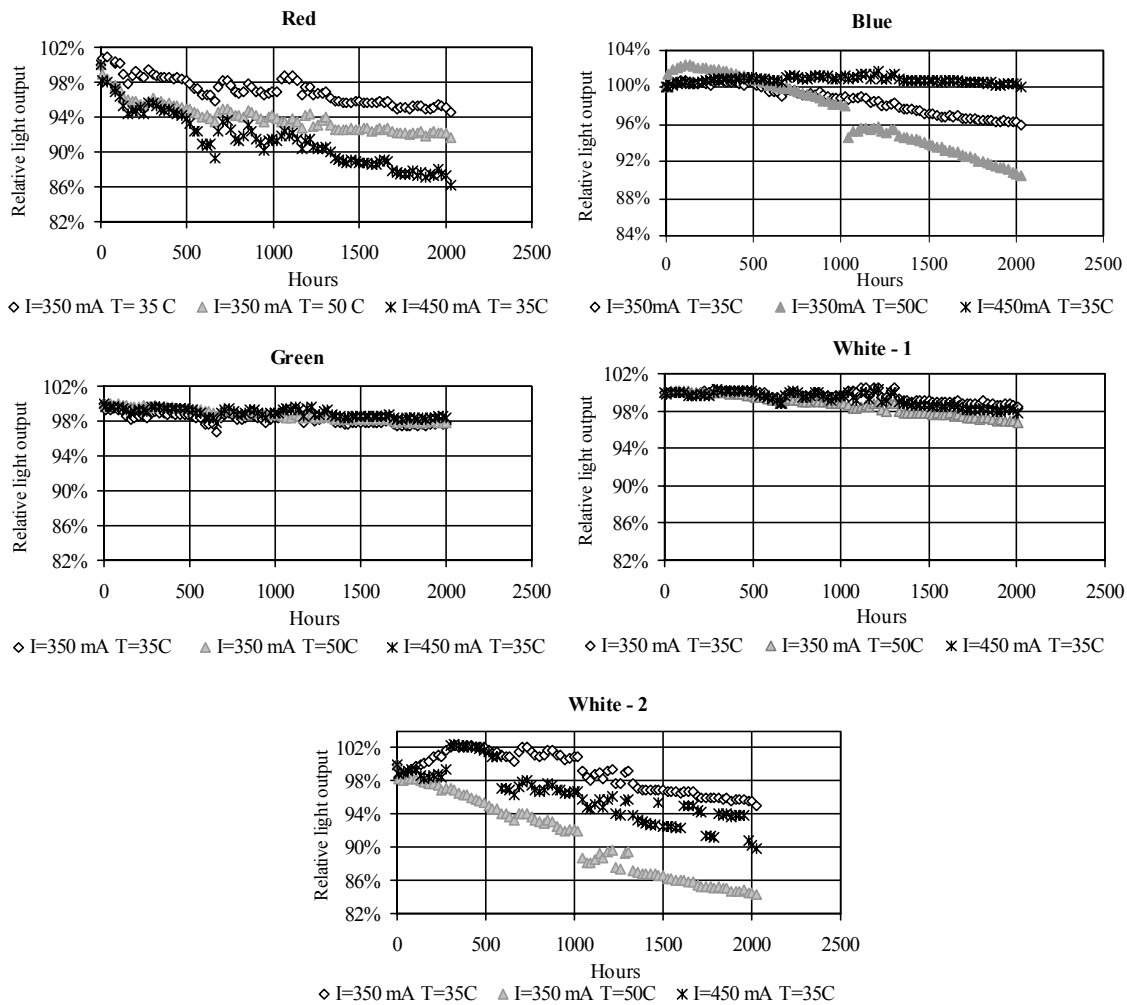 Red
Relative light output
102%
98%
94%
90%
86%
82%
0 500 1000 1500 2000 2500
Hours
I=350 mA T= 35 C I=350 mA T= 50 C I=450 mA T= 35C
Blue
Relative light output
104%
100%
96%
92%
88%
84%
0 500 1000 1500 2000 2500
Hours
I=350mA T=35C I=350mA T=50C I=450mA T=35C
Green
Relative light output
102%
98%
94%
90%
86%
82%
0 500 1000 1500 2000 2500
Hours
I=350 mA T=35C I=350 mA T=50C I=450 mA T=35C
White - 1
Relative light output
102%
98%
94%
90%
86%
82%
0 500 1000 1500 2000 2500
Hours
I=350 mA T=35C I=350 mA T=50C I=450 mA T=35C
White - 2
Relative light output
102%
98%
94%
90%
86%
82%
0 500 1000 1500 2000 2500
Hours
I=350 mA T=35C I=350 mA T=50C I=450 mA T=35C